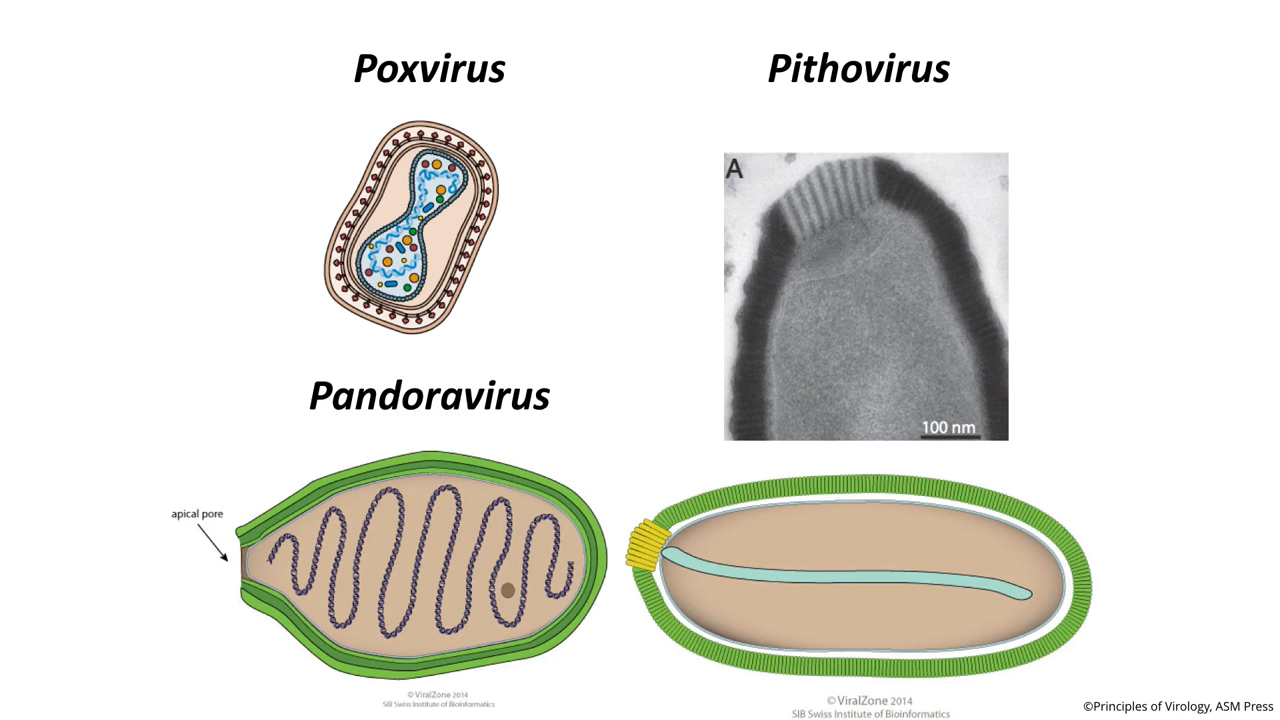 Poxvirus
Pithovirus
A
100 nm
Pandoravirus
apical pore
© ViralZone 2014
SIB Swiss Institute of Bioinformatics
© ViralZone 2014
SIB Swiss Institute of Bioinformatics
©Principles of Virology, ASM Press